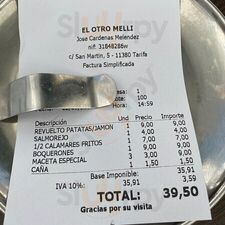 EL OTRO MELLI
Jose Cardenas Melendez
nif: 31848286w
c/ San Martin, 5 - 11380 Tarifa
Factura Simplificada
: 1
: 100
: 14:59
Descripción Und Precio Importe
REVUELTO PATATAS/JAMON 1 9,00 9,00
SALMOREJO 1 4,00 4,00
1/2 CALAMARES FRITOS 1 7,00 7,00
BOQUERONES 1 9,00 9,00
MACETA ESPECIAL 3 3,00 9,00
CAÑA 1 1,50 1,50
Base Imponible: 35,91
IVA 10%: 35,91 3,59
TOTAL: 39,50
Gracias por su visita